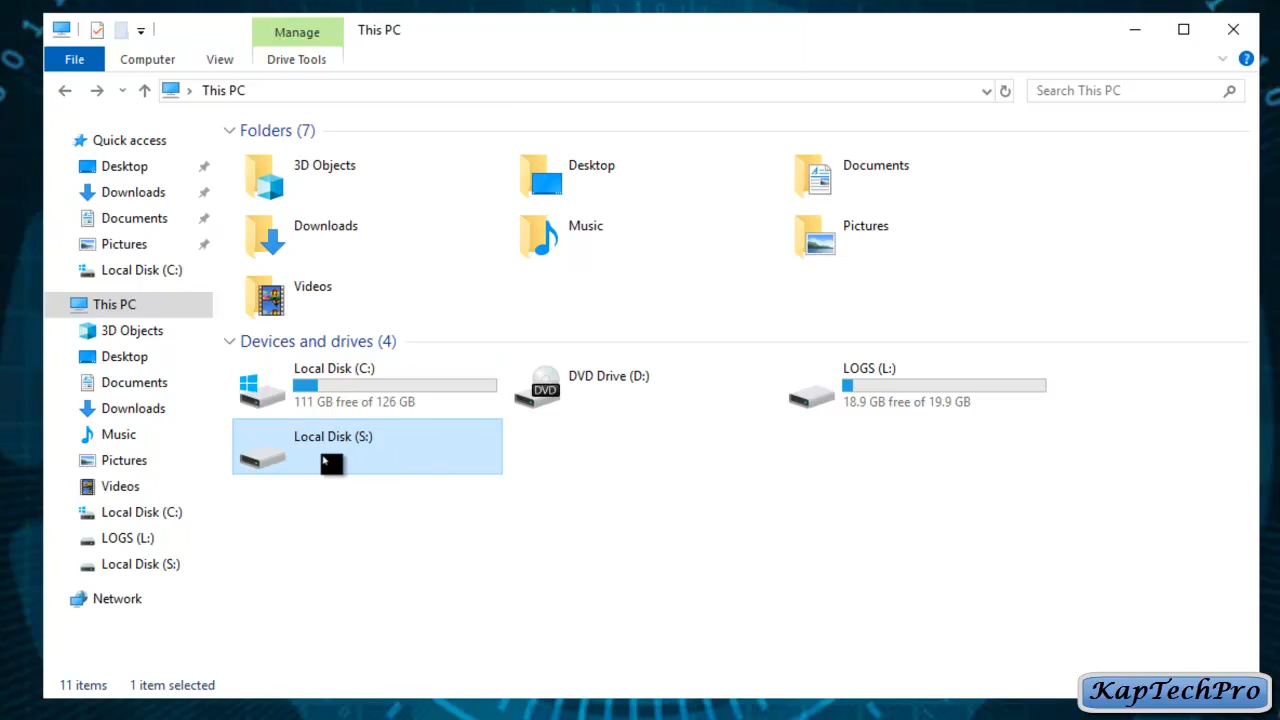 Manage
This PC
File
Computer
View
Drive Tools
This PC
Search This PC
Quick access
Desktop
Downloads
Documents
Pictures
Local Disk (C:)
This PC
3D Objects
Desktop
Documents
Downloads
Music
Pictures
Videos
Local Disk (C:)
LOGS (L:)
Local Disk (S:)
Network
Folders (7)
3D Objects
Desktop
Documents
Downloads
Music
Pictures
Videos
Devices and drives (4)
Local Disk (C:)
111 GB free of 126 GB
DVD
DVD Drive (D:)
LOGS (L:)
18.9 GB free of 19.9 GB
Local Disk (S:)
11 items
1 item selected
KapTechPro